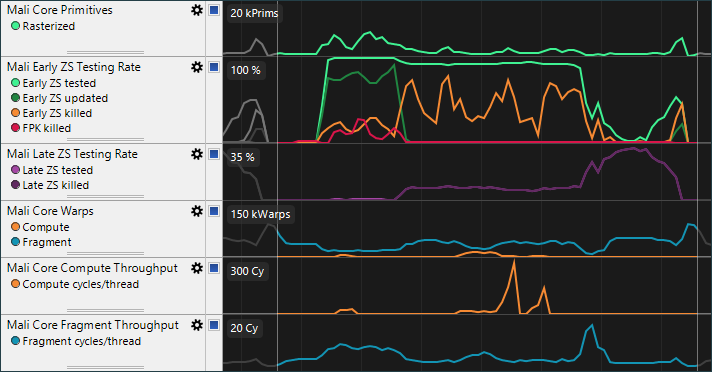 Mali Core Primitives
Rasterized
20 kPrims
Mali Early ZS Testing Rate
Early ZS tested
Early ZS updated
Early ZS killed
FPK killed
100 %
Mali Late ZS Testing Rate
Late ZS tested
Late ZS killed
35 %
Mali Core Warps
Compute
Fragment
150 kWarps
Mali Core Compute Throughput
Compute cycles/thread
300 Cy
Mali Core Fragment Throughput
Fragment cycles/thread
20 Cy